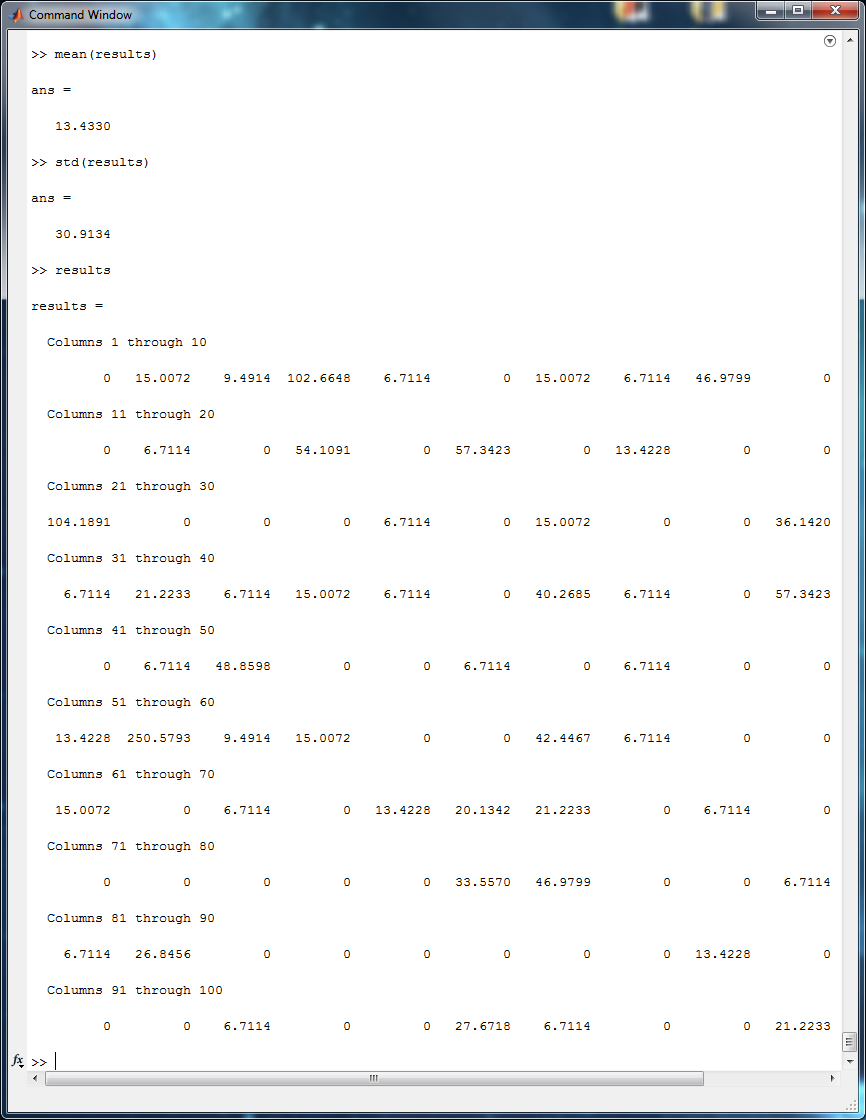 Command Window
>> mean(results)
ans =
13.4330
>> std(results)
ans =
30.9134
>> results
results =
Columns 1 through 10
0 15.0072 9.4914 102.6648 6.7114 0 15.0072 6.7114 46.9799 0
Columns 11 through 20
0 6.7114 0 54.1091 0 57.3423 0 13.4228 0 0
Columns 21 through 30
104.1891 0 0 0 6.7114 0 15.0072 0 0 36.1420
Columns 31 through 40
6.7114 21.2233 6.7114 15.0072 6.7114 0 40.2685 6.7114 0 57.3423
Columns 41 through 50
0 6.7114 48.8598 0 0 6.7114 0 6.7114 0 0
Columns 51 through 60
13.4228 250.5793 9.4914 15.0072 0 0 42.4467 6.7114 0 0
Columns 61 through 70
15.0072 0 6.7114 0 13.4228 20.1342 21.2233 0 6.7114 0
Columns 71 through 80
0 0 0 0 0 33.5570 46.9799 0 0 6.7114
Columns 81 through 90
6.7114 26.8456 0 0 0 0 0 0 13.4228 0
Columns 91 through 100
0 0 6.7114 0 0 27.6718 6.7114 0 0 21.2233
fx >>